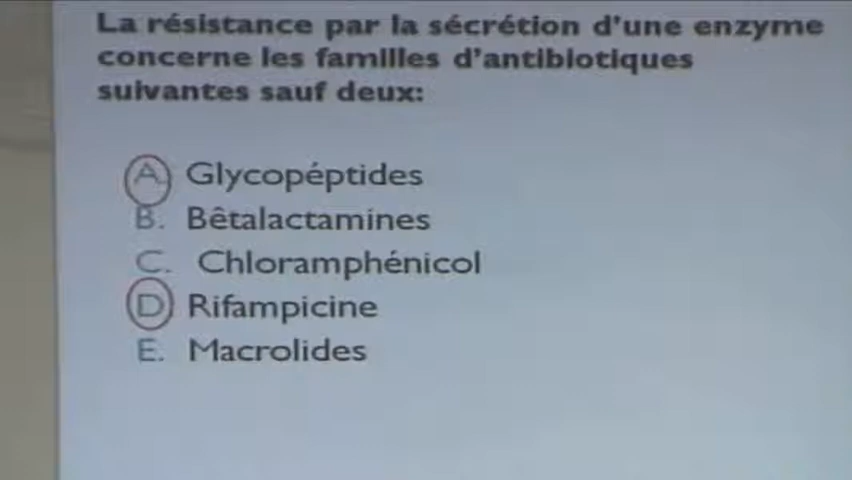 La résistance par la sécrétion d'une enzyme
concerne les familles d'antibiotiques
suivantes sauf deux:
A. Glycopéptides
B. Bêtalactamines
C. Chloramphénicol
D Rifampicine
E. Macrolides